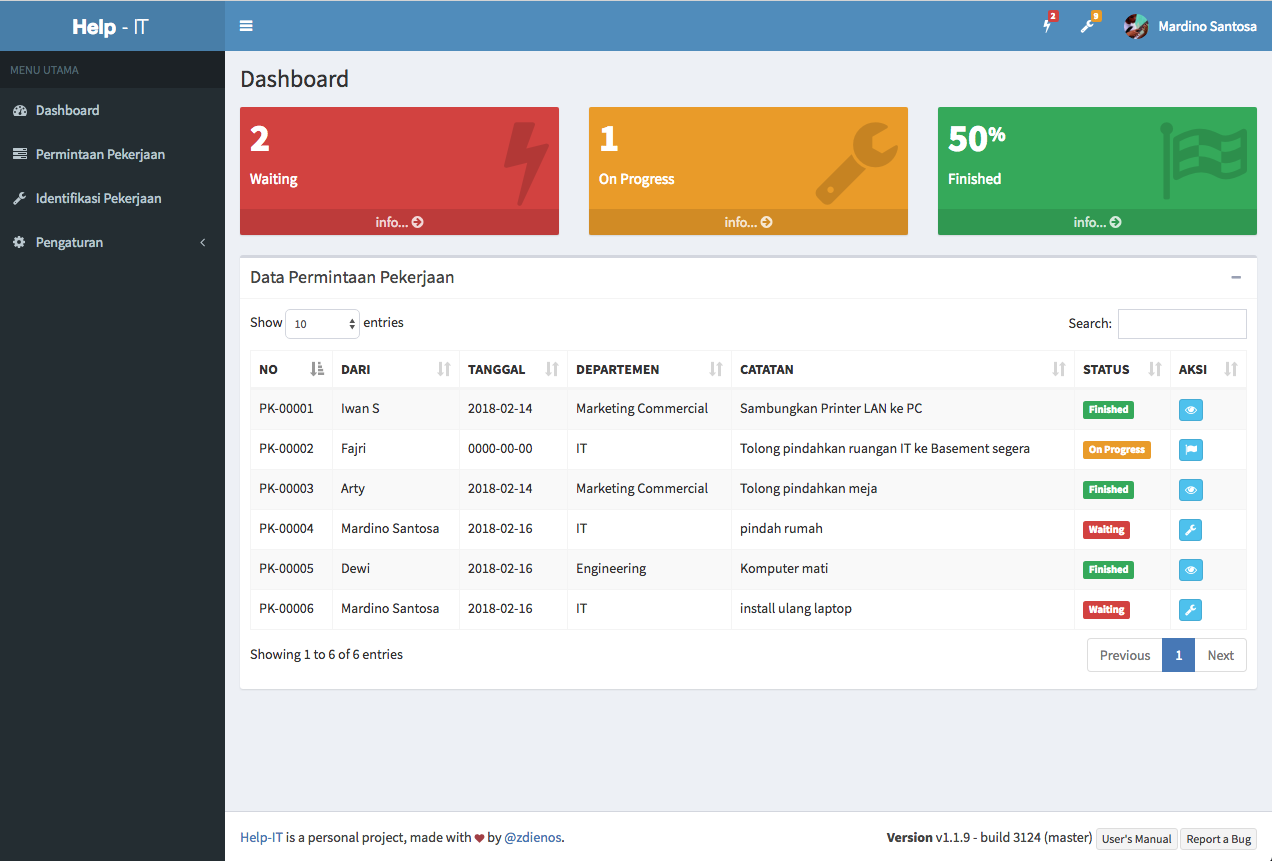 Help - IT
2
9
Mardino Santosa
MENU UTAMA
Dashboard
Permintaan Pekerjaan
Identifikasi Pekerjaan
Pengaturan
Dashboard
2
Waiting
info...
1
On Progress
info...
50%
Finished
info...
Data Permintaan Pekerjaan
Show 10 entries
Search:
NO DARI TANGGAL DEPARTEMEN CATATAN STATUS AKSI
PK-00001 Iwan S 2018-02-14 Marketing Commercial Sambungkan Printer LAN ke PC Finished
PK-00002 Fajri 0000-00-00 IT Tolong pindahkan ruangan IT ke Basement segera On Progress
PK-00003 Arty 2018-02-14 Marketing Commercial Tolong pindahkan meja Finished
PK-00004 Mardino Santosa 2018-02-16 IT pindah rumah Waiting
PK-00005 Dewi 2018-02-16 Engineering Komputer mati Finished
PK-00006 Mardino Santosa 2018-02-16 IT install ulang laptop Waiting
Showing 1 to 6 of 6 entries
Previous 1 Next
Help-IT is a personal project, made with ❤ by @zdienos.
Version v1.1.9 - build 3124 (master) User's Manual Report a Bug